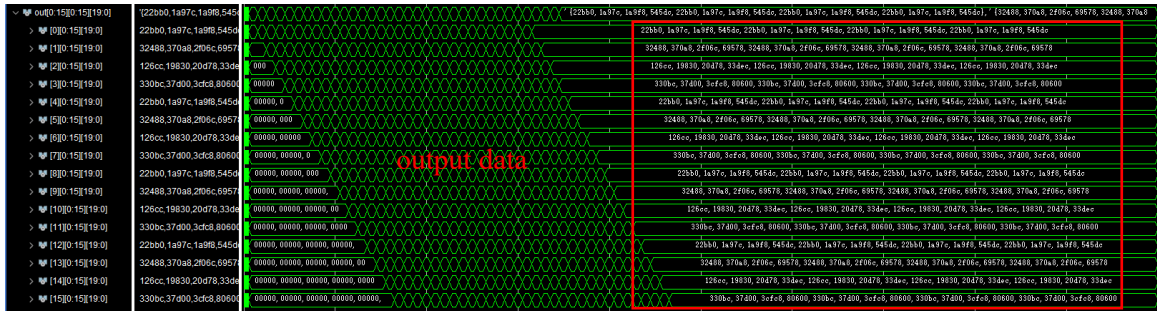 out[0:15][0:15][19:0] '{22bb0,1a97c,1a9f8,545 {22bb0, 1a97c, 1a9f8, 545dc, 22bb0, 1a97c, 1a9f8, 545dc, 22bb0, 1a97c, 1a9f8, 545dc, 22bb0, 1a97c, 1a9f8, 545dc},' {32488, 370a8, 2f06c, 69578, 32488, 370a8
[0][0:15][19:0] 22bb0,1a97c,1a9f8,545dc 22bb0, 1a97c, 1a9f8, 545dc, 22bb0, 1a97c, 1a9f8, 545dc, 22bb0, 1a97c, 1a9f8, 545dc, 22bb0, 1a97c, 1a9f8, 545dc
[1][0:15][19:0] 32488,370a8,2f06c,69578 32488, 370a8, 2f06c, 69578, 32488, 370a8, 2f06c, 69578, 32488, 370a8, 2f06c, 69578, 32488, 370a8, 2f06c, 69578
[2][0:15][19:0] 126cc,19830,20d78,33dec 000 126cc, 19830, 20d78, 33dec, 126cc, 19830, 20d78, 33dec, 126cc, 19830, 20d78, 33dec, 126cc, 19830, 20d78, 33dec
[3][0:15][19:0] 330bc,37d00,3cfc8,80600 00000 330bc, 37d00, 3cfc8, 80600, 330bc, 37d00, 3cfc8, 80600, 330bc, 37d00, 3cfc8, 80600, 330bc, 37d00, 3cfc8, 80600
[4][0:15][19:0] 22bb0,1a97c,1a9f8,545d 00000, 0 22bb0, 1a97c, 1a9f8, 545dc, 22bb0, 1a97c, 1a9f8, 545dc, 22bb0, 1a97c, 1a9f8, 545dc, 22bb0, 1a97c, 1a9f8, 545dc
[5][0:15][19:0] 32488,370a8,2f06c,69578 00000, 000 32488, 370a8, 2f06c, 69578, 32488, 370a8, 2f06c, 69578, 32488, 370a8, 2f06c, 69578, 32488, 370a8, 2f06c, 69578
[6][0:15][19:0] 126cc,19830,20d78,33de 00000, 00000 126cc, 19830, 20d78, 33dec, 126cc, 19830, 20d78, 33dec, 126cc, 19830, 20d78, 33dec, 126cc, 19830, 20d78, 33dec
[7][0:15][19:0] 330bc,37d00,3cfc8,80600 00000, 00000, 0 330bc, 37d00, 3cfc8, 80600, 330bc, 37d00, 3cfc8, 80600, 330bc, 37d00, 3cfc8, 80600, 330bc, 37d00, 3cfc8, 80600
output data
[8][0:15][19:0] 22bb0,1a97c,1a9f8,545d 00000, 00000, 000 22bb0, 1a97c, 1a9f8, 545dc, 22bb0, 1a97c, 1a9f8, 545dc, 22bb0, 1a97c, 1a9f8, 545dc, 22bb0, 1a97c, 1a9f8, 545dc
[9][0:15][19:0] 32488,370a8,2f06c,6957 00000, 00000, 00000, 32488, 370a8, 2f06c, 69578, 32488, 370a8, 2f06c, 69578, 32488, 370a8, 2f06c, 69578, 32488, 370a8, 2f06c, 69578
[10][0:15][19:0] 126cc,19830,20d78,33de 00000, 00000, 00000, 00 126cc, 19830, 20d78, 33dec, 126cc, 19830, 20d78, 33dec, 126cc, 19830, 20d78, 33dec, 126cc, 19830, 20d78, 33dec
[11][0:15][19:0] 330bc,37d00,3cfc8,80600 00000, 00000, 00000, 0000 330bc, 37d00, 3cfc8, 80600, 330bc, 37d00, 3cfc8, 80600, 330bc, 37d00, 3cfc8, 80600, 330bc, 37d00, 3cfc8, 80600
[12][0:15][19:0] 22bb0,1a97c,1a9f8,545d 00000, 00000, 00000, 00000, 22bb0, 1a97c, 1a9f8, 545dc, 22bb0, 1a97c, 1a9f8, 545dc, 22bb0, 1a97c, 1a9f8, 545dc, 22bb0, 1a97c, 1a9f8, 545dc
[13][0:15][19:0] 32488,370a8,2f06c,6957 00000, 00000, 00000, 00000, 00 32488, 370a8, 2f06c, 69578, 32488, 370a8, 2f06c, 69578, 32488, 370a8, 2f06c, 69578, 32488, 370a8, 2f06c, 69578
[14][0:15][19:0] 126cc,19830,20d78,33de 00000, 00000, 00000, 00000, 0000 126cc, 19830, 20d78, 33dec, 126cc, 19830, 20d78, 33dec, 126cc, 19830, 20d78, 33dec, 126cc, 19830, 20d78, 33dec
[15][0:15][19:0] 330bc,37d00,3cfc8,80600 00000, 00000, 00000, 00000, 00000, 330bc, 37d00, 3cfc8, 80600, 330bc, 37d00, 3cfc8, 80600, 330bc, 37d00, 3cfc8, 80600, 330bc, 37d00, 3cfc8, 80600